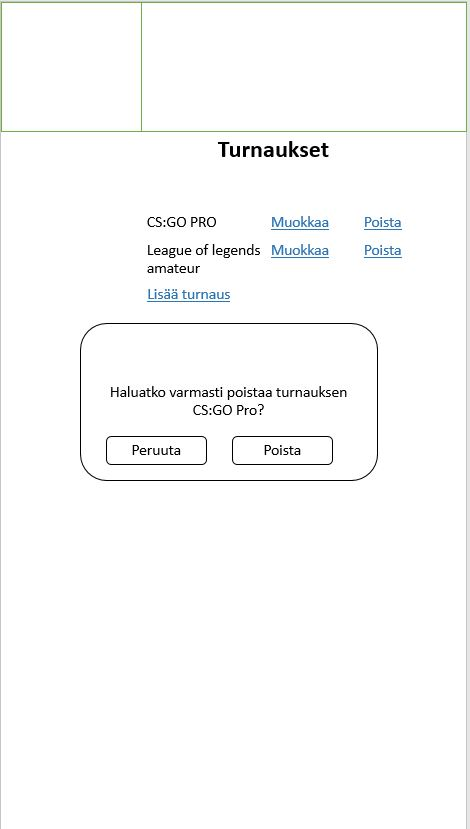 Turnaukset
CS:GO PRO Muokkaa Poista
League of legends Muokkaa Poista
amateur
Lisää turnaus
Haluatko varmasti poistaa turnauksen
CS:GO Pro?
Peruuta Poista